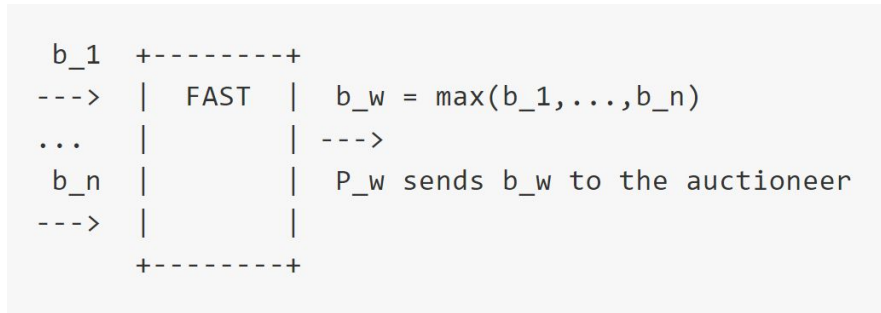 b_1  +--------+
--->  |  FAST  |  b_w = max(b_1,...,b_n)
...   |        | --->
 b_n  |        |  P_w sends b_w to the auctioneer
--->  |        |
      +--------+